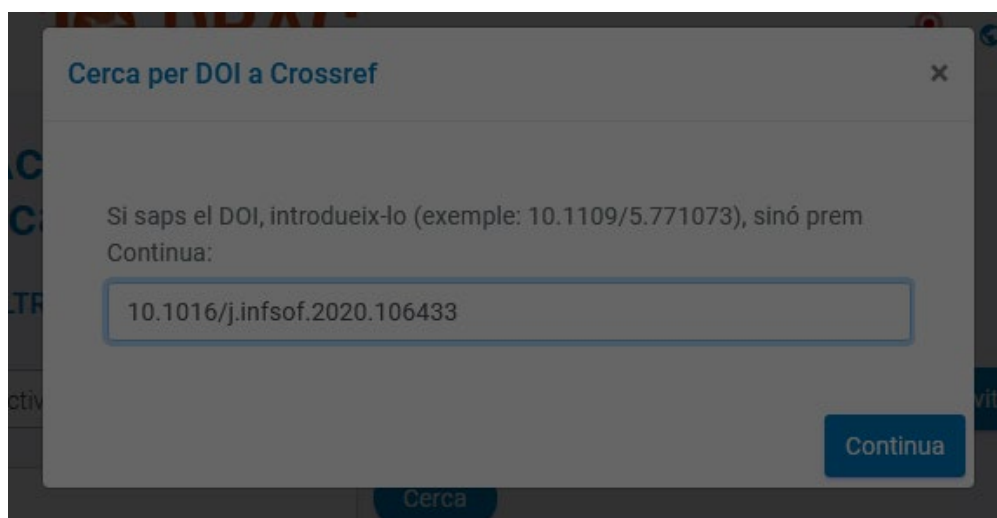 DRAC
Cerca per DOI a Crossref
×
Si saps el DOI, introdueix-lo (exemple: 10.1109/5.771073), sinó prem
Continua:
10.1016/j.infsof.2020.106433
Continua
Cerca